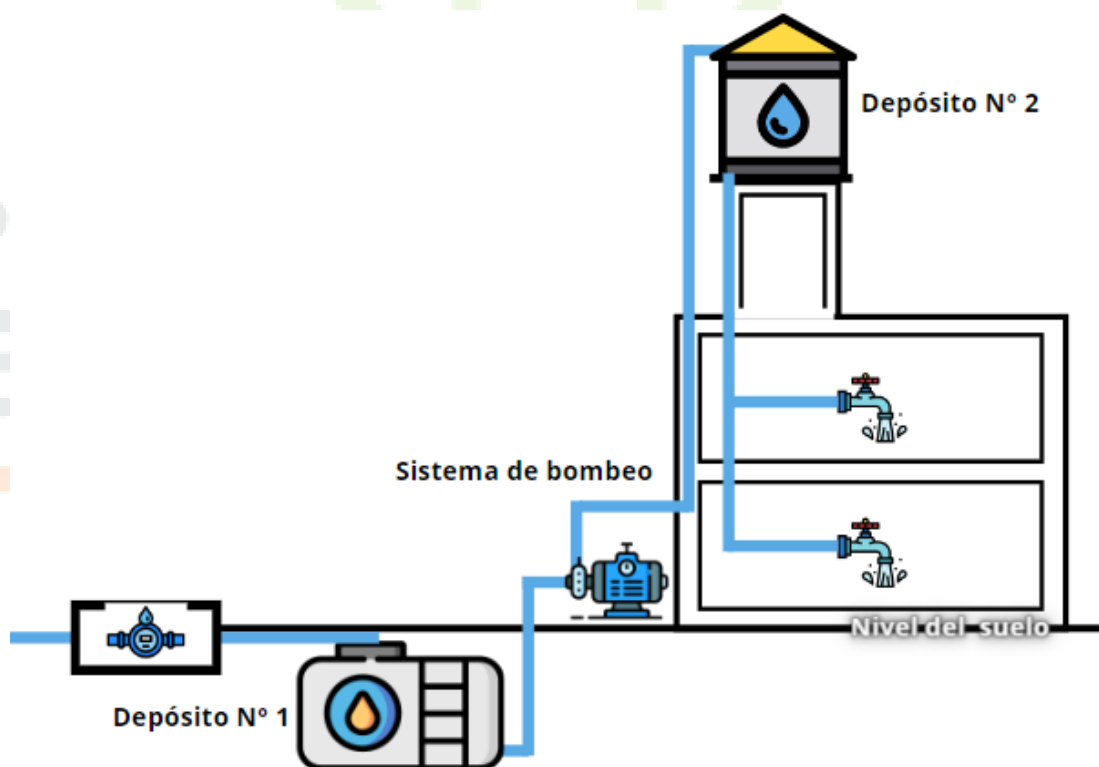 Depósito Nº 2
Sistema de bombeo
Nivel del suelo
Depósito Nº 1